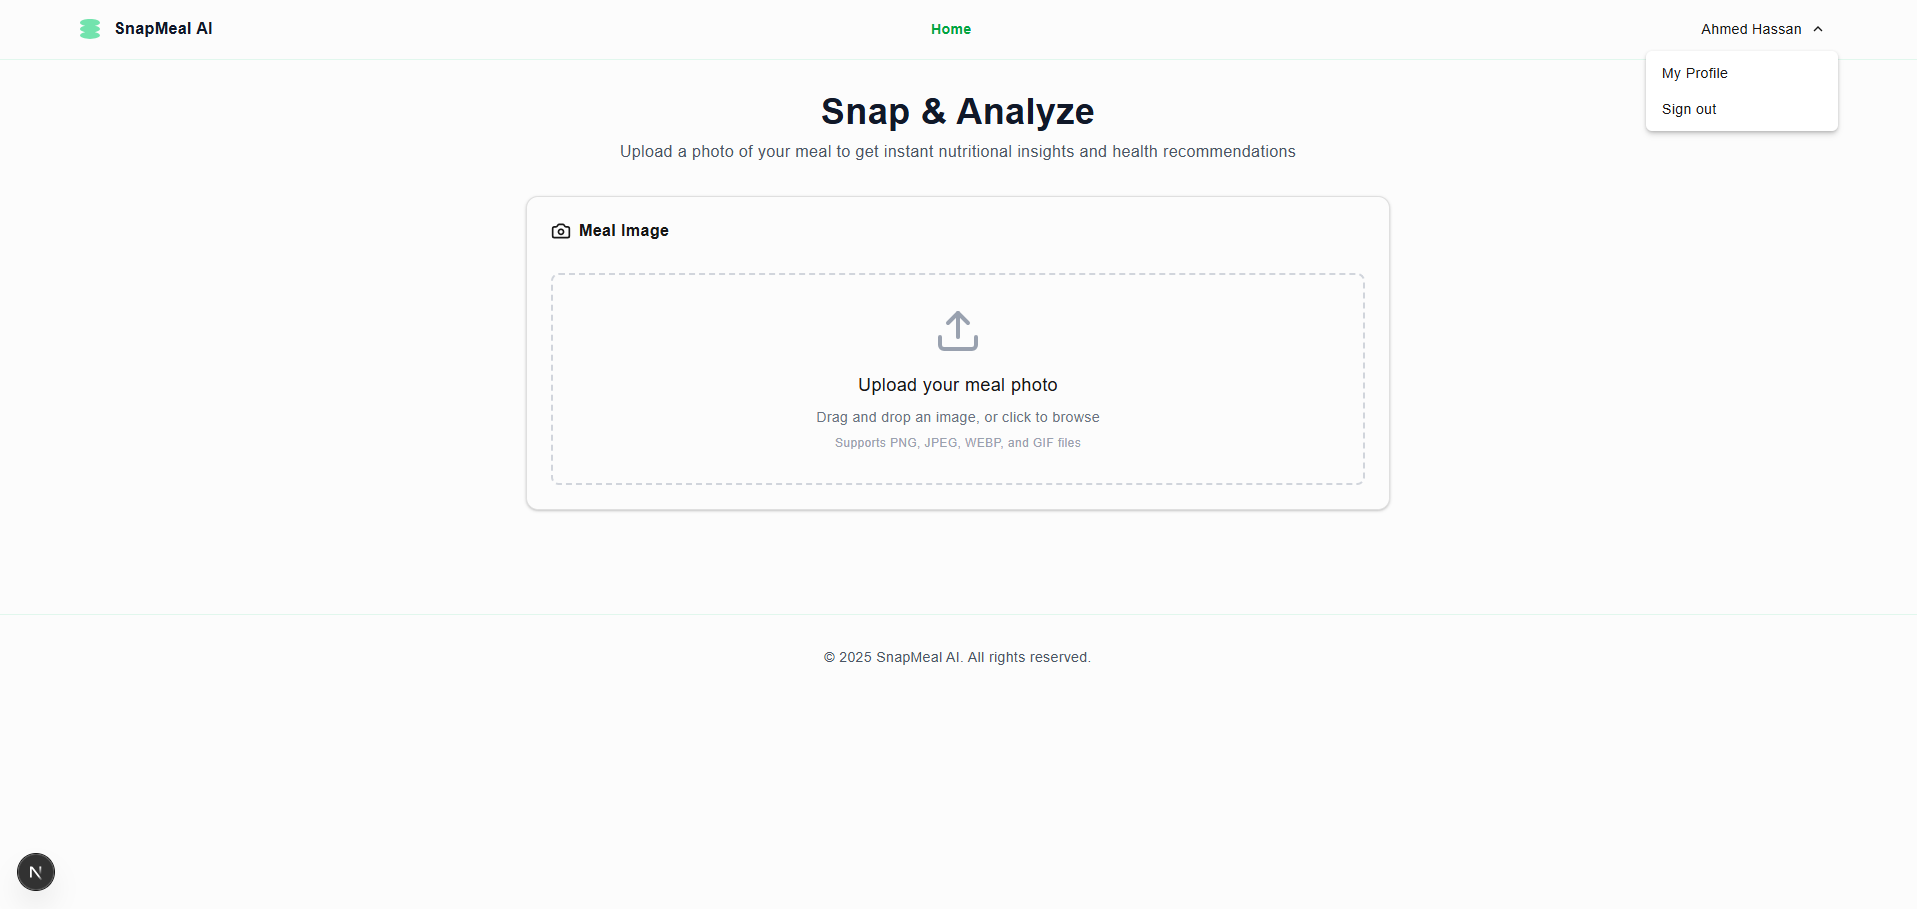 SnapMeal AI
Home
Ahmed Hassan
My Profile
Sign out
Snap & Analyze
Upload a photo of your meal to get instant nutritional insights and health recommendations
Meal Image
Upload your meal photo
Drag and drop an image, or click to browse
Supports PNG, JPEG, WEBP, and GIF files
© 2025 SnapMeal AI. All rights reserved.
N